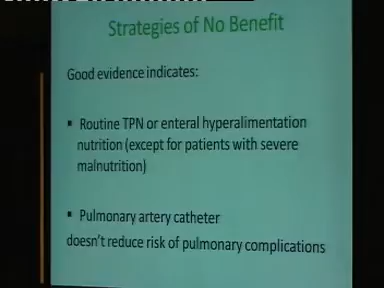 Strategies of No Benefit
Good evidence indicates:
▪ Routine TPN or enteral hyperalimentation
nutrition (except for patients with severe
malnutrition)
▪ Pulmonary artery catheter
doesn't reduce risk of pulmonary complications